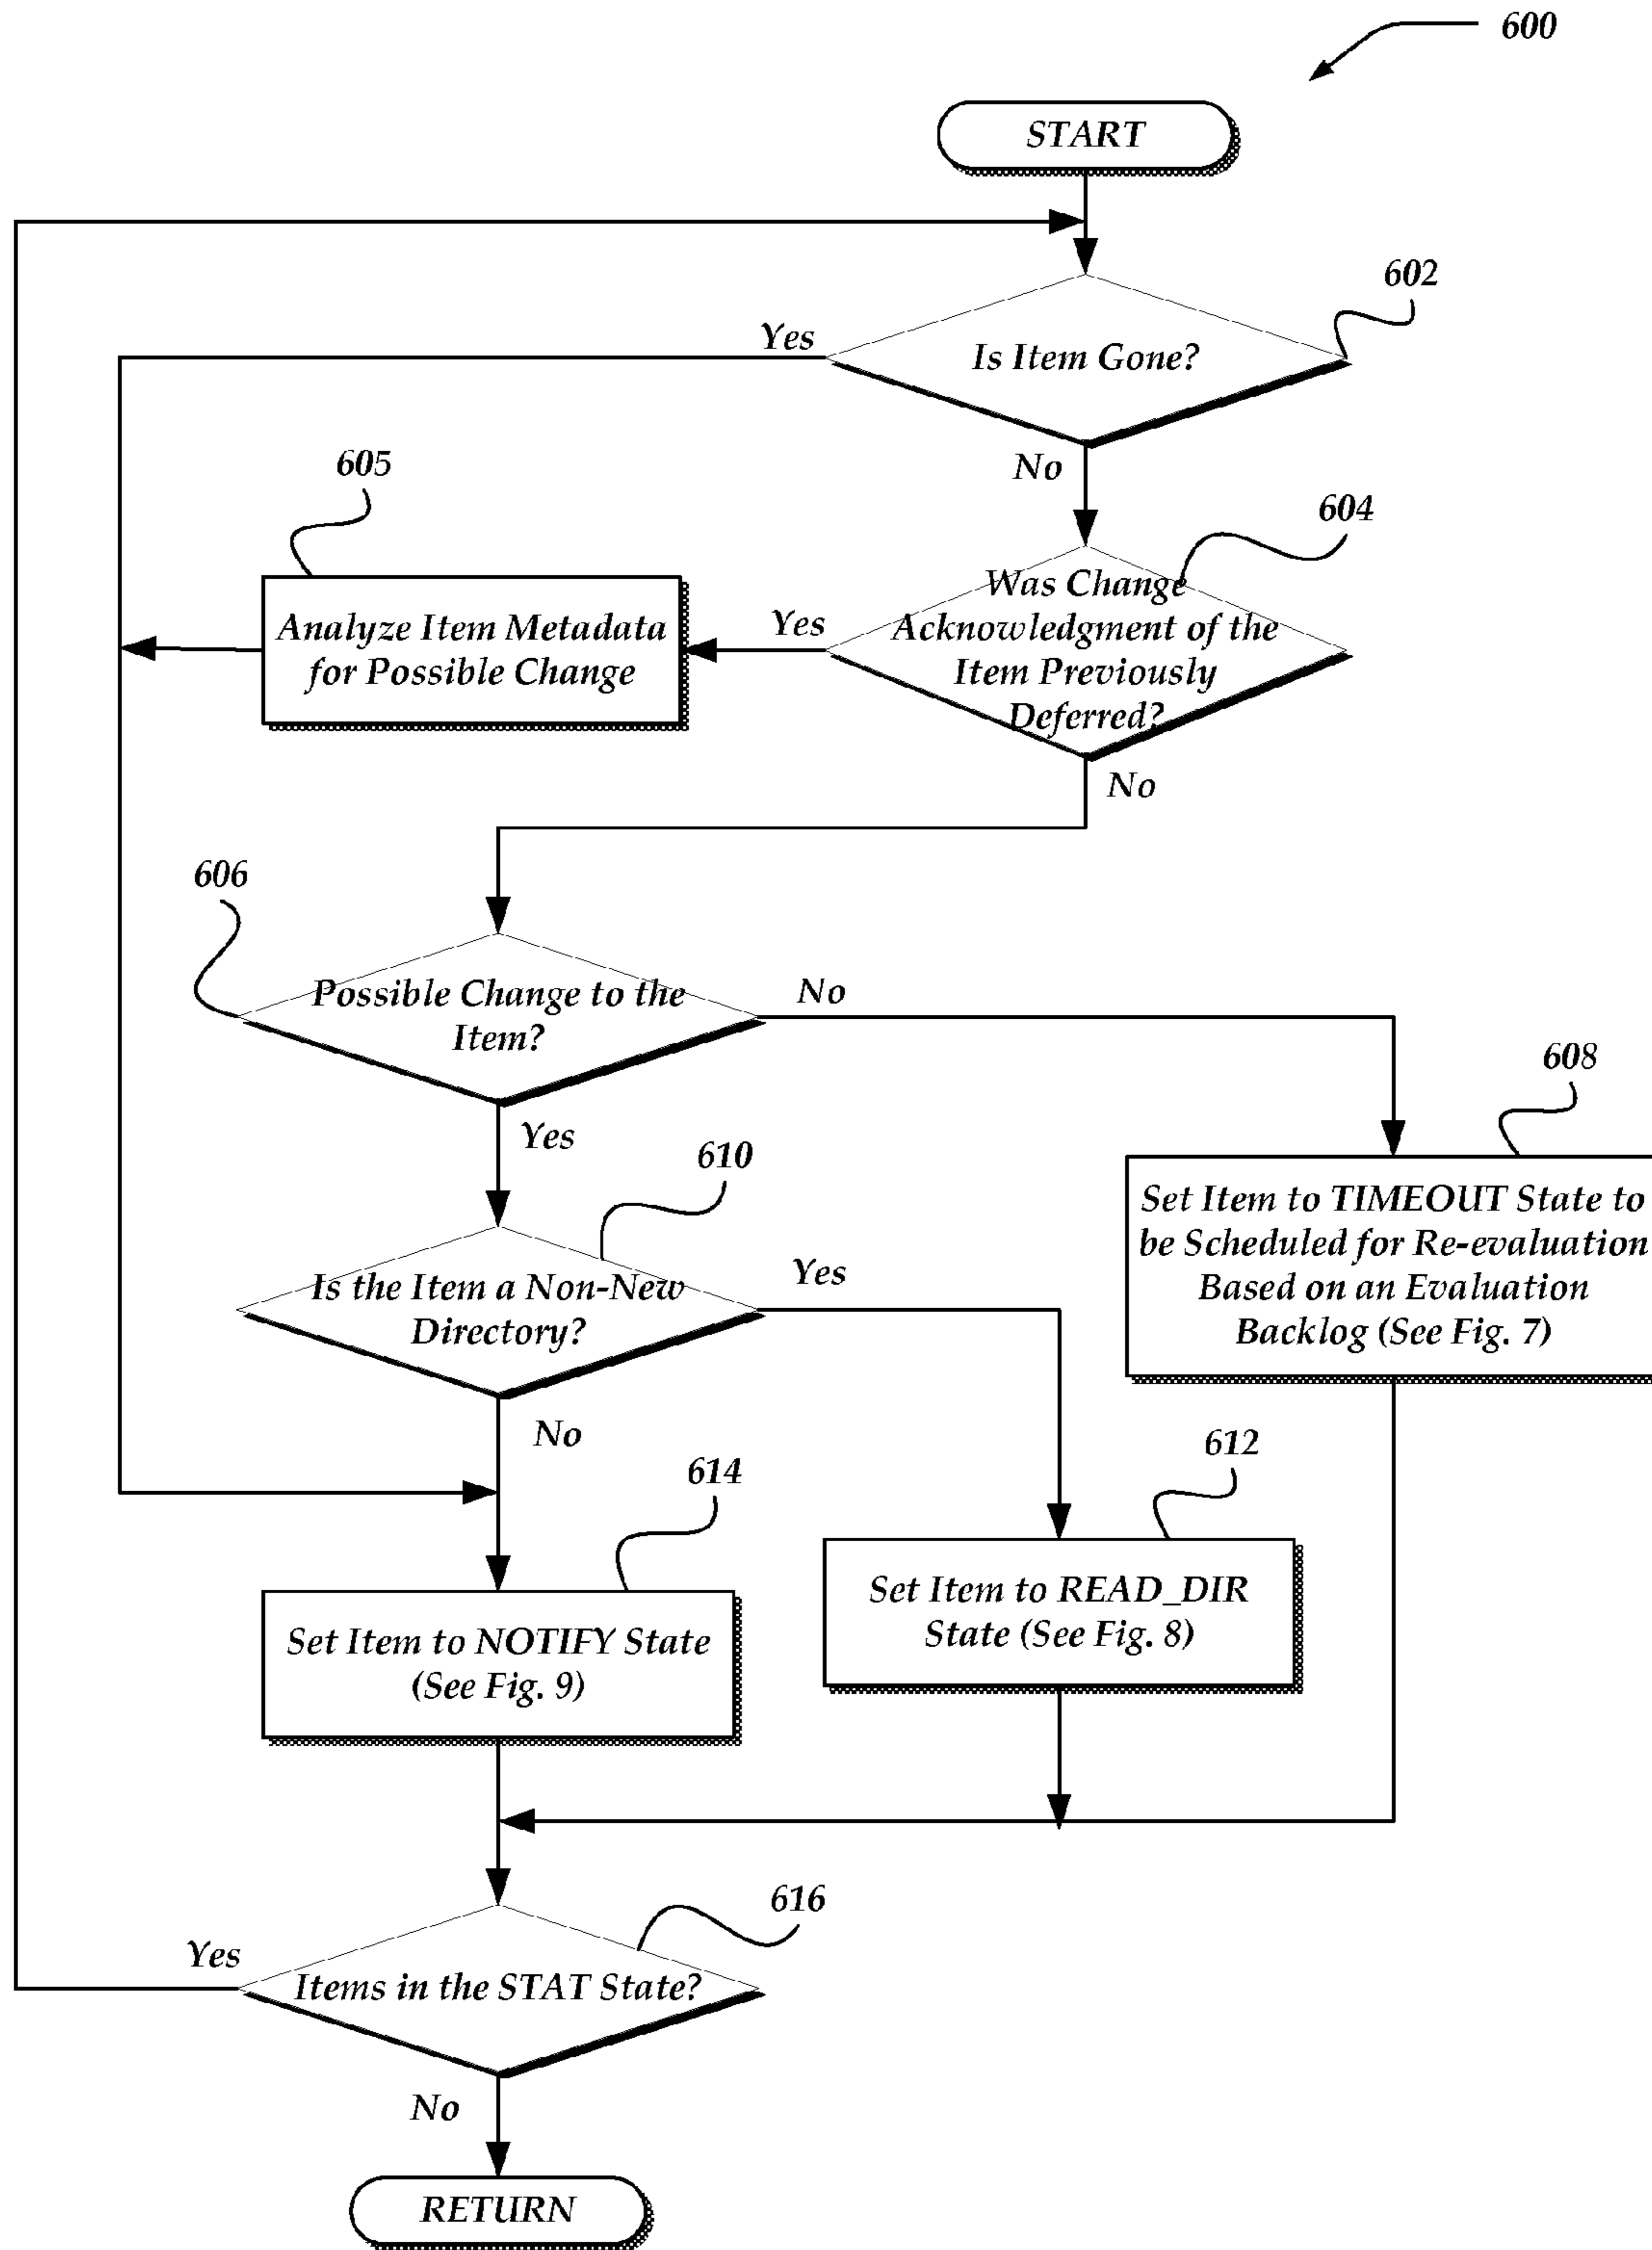 600
START
602
Yes
Is Item Gone?
No
605
604
Analyze Item Metadata
for Possible Change
Yes
Was Change
Acknowledgment of the
Item Previously
Deferred?
No
606
Possible Change to the
Item?
No
608
Yes
610
Set Item to TIMEOUT State to
be Scheduled for Re-evaluation
Based on an Evaluation
Backlog (See Fig. 7)
Is the Item a Non-New
Directory?
Yes
No
612
614
Set Item to READ_DIR
State (See Fig. 8)
Set Item to NOTIFY State
(See Fig. 9)
616
Yes
Items in the STAT State?
No
RETURN